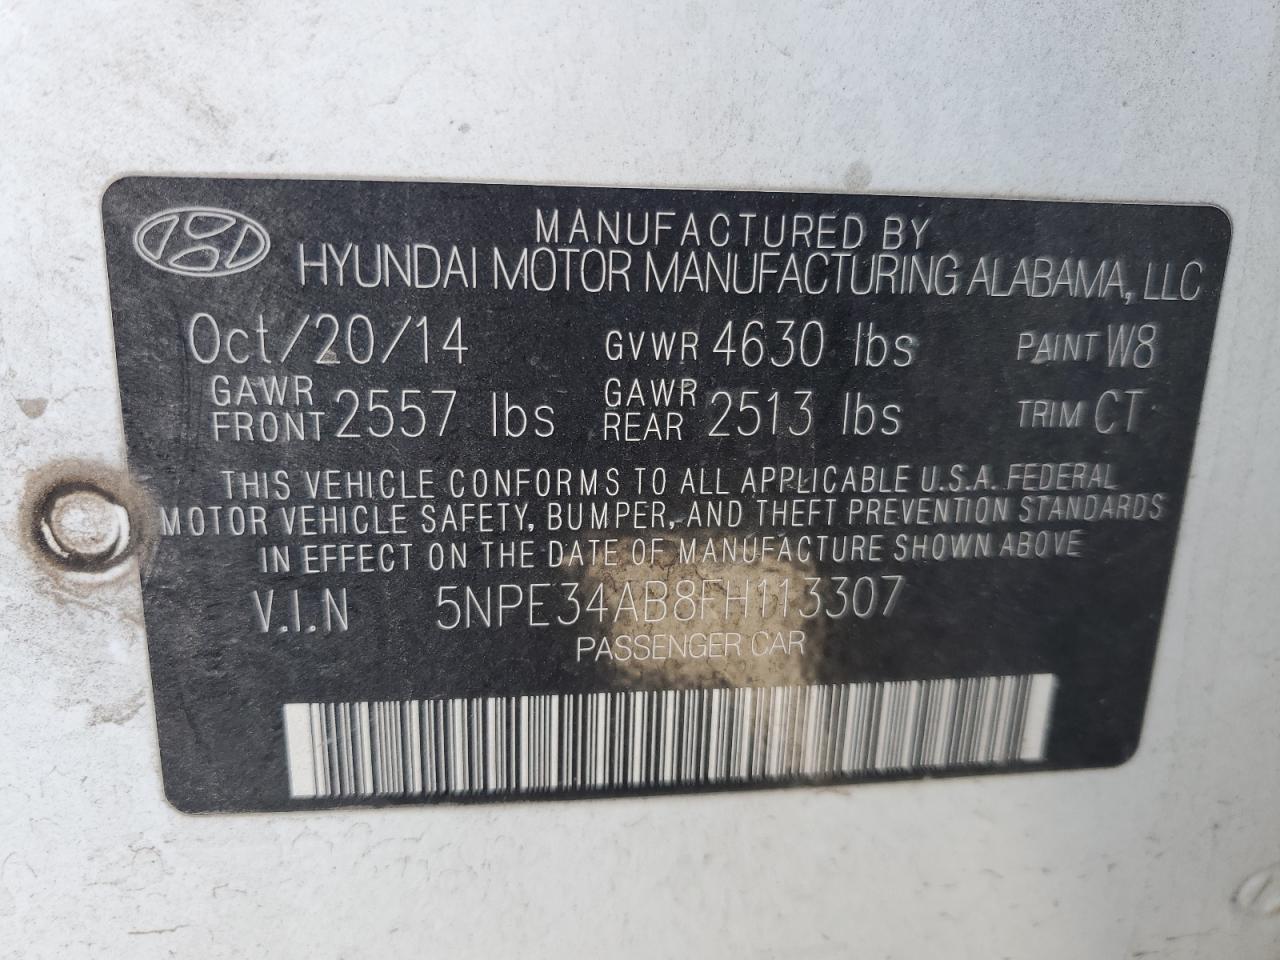 MANUFACTURED BY
HYUNDAI MOTOR MANUFACTURING ALABAMA, LLC
Oct/20/14 GVWR 4630 lbs PAINT W8
GAWR FRONT 2557 lbs GAWR REAR 2513 lbs TRIM CT
THIS VEHICLE CONFORMS TO ALL APPLICABLE U.S.A. FEDERAL
MOTOR VEHICLE SAFETY, BUMPER, AND THEFT PREVENTION STANDARDS
IN EFFECT ON THE DATE OF MANUFACTURE SHOWN ABOVE
V.I.N 5NPE34AB8FH113307
PASSENGER CAR